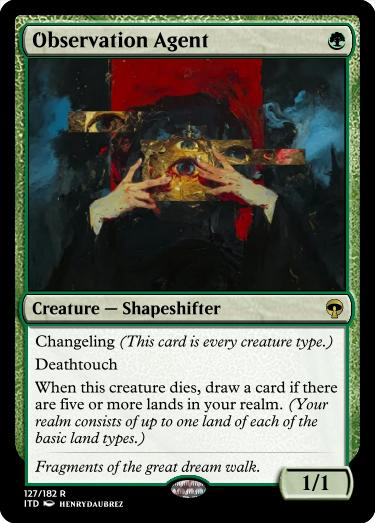 Observation Agent
Creature — Shapeshifter
Changeling (This card is every creature type.)
Deathtouch
When this creature dies, draw a card if there
are five or more lands in your realm. (Your
realm consists of up to one land of each of the
basic land types.)
Fragments of the great dream walk.
1/1
127/182 R
ITD HENRYDAUBREZ